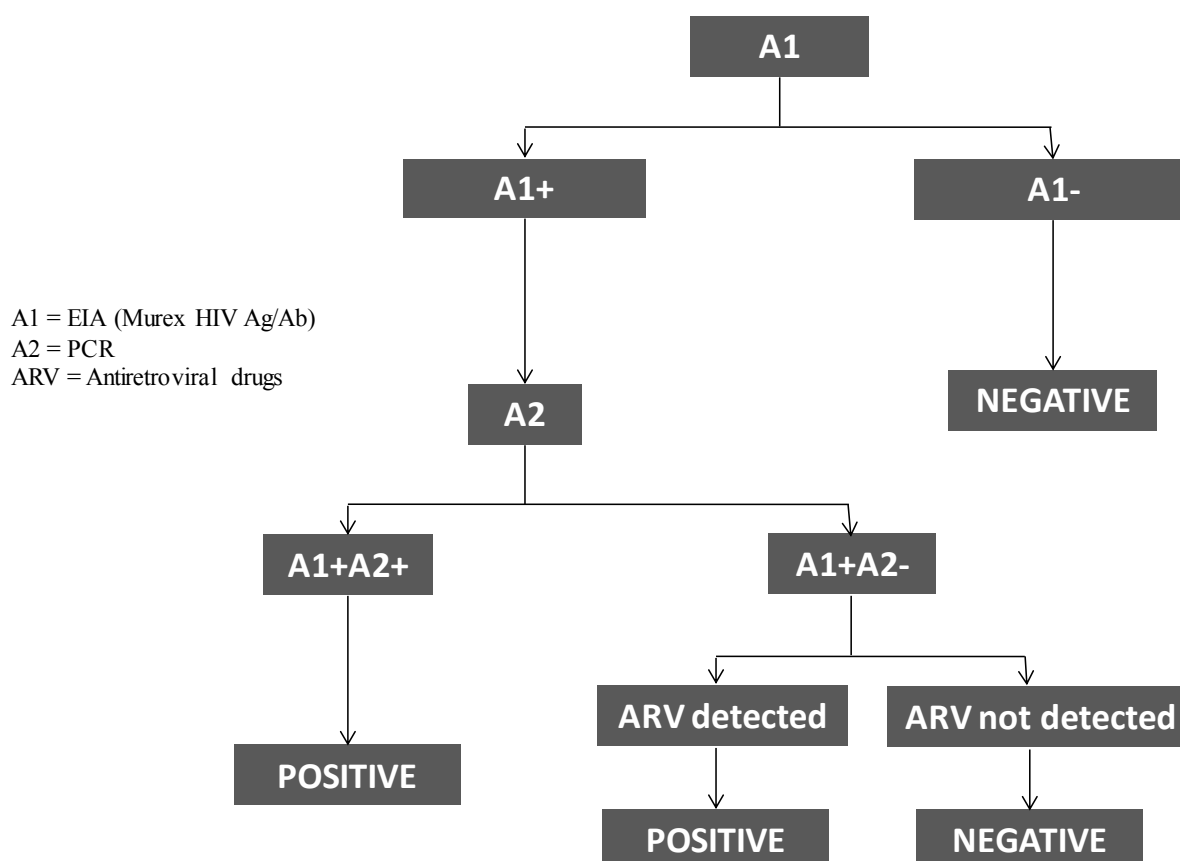 A1
A1+
A1-
A1 = EIA (Murex HIV Ag/Ab)
A2 = PCR
ARV = Antiretroviral drugs
A2
NEGATIVE
A1+A2+
A1+A2-
ARV detected
ARV not detected
POSITIVE
POSITIVE
NEGATIVE